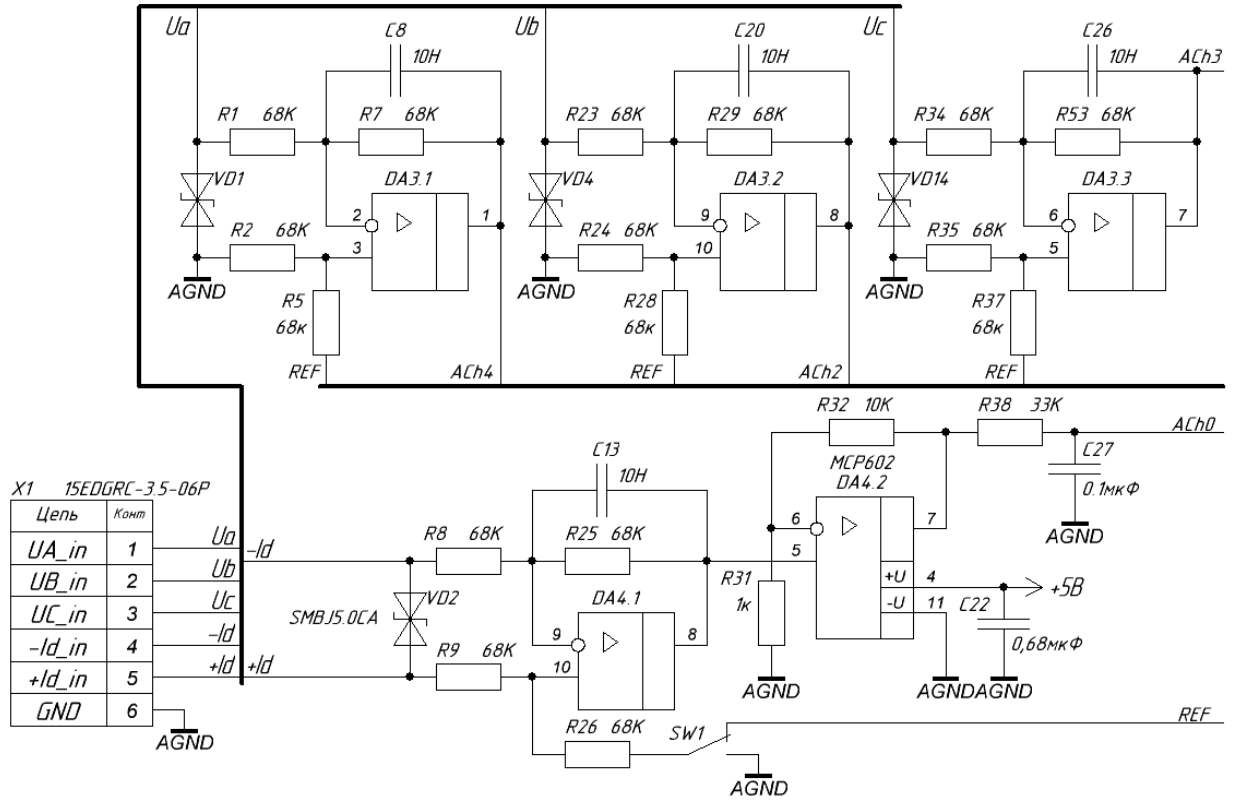 Ua
C8
10Н
Ub
C20
10Н
Uc
C26
10Н
ACh3
R1 68K
R7 68K
R23 68K
R29 68K
R34 68K
R53 68K
VD1
DA3.1
VD4
DA3.2
VD14
DA3.3
2
1
9
8
6
7
R2 68K
3
R24 68K
10
R35 68K
5
AGND
AGND
AGND
R5
68к
R28
68к
R37
68к
REF
ACh4
REF
ACh2
REF
R32 10K
R38 33K
ACh0
C13
10Н
MCP602
DA4.2
C27
0.1мкФ
X1 15EDGRC-3.5-06P
Цепь Конт
UA_in 1 Ua
UB_in 2 Ub
UC_in 3 Uc
-Id_in 4 -Id
+Id_in 5 +Id
GND 6
AGND
-Id
+Id
R8 68K
R25 68K
6
7
5
AGND
SMBJ5.0CA
VD2
DA4.1
R31
1к
+U 4
-U 11
C22
+5В
0,68мкФ
9
8
R9 68K
10
AGND
AGND
AGND
R26 68K
SW1
REF
AGND